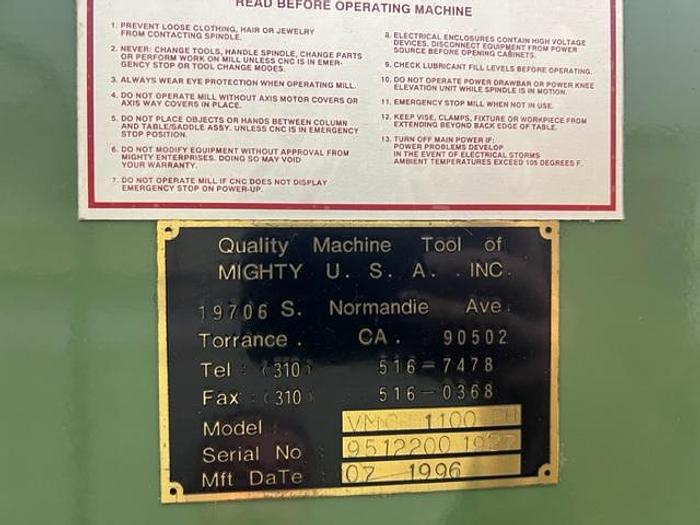 READ BEFORE OPERATING MACHINE
1. PREVENT LOOSE CLOTHING, HAIR OR JEWELRY
FROM CONTACTING SPINDLE.
2. NEVER: CHANGE TOOLS, HANDLE SPINDLE, CHANGE PARTS
OR PERFORM WORK ON MILL UNLESS CNC IS IN EMER-
GENCY STOP OR TOOL CHANGE MODES.
3. ALWAYS WEAR EYE PROTECTION WHEN OPERATING MILL.
4. DO NOT OPERATE MILL WITHOUT AXIS MOTOR COVERS OR
AXIS WAY COVERS IN PLACE.
5. DO NOT PLACE OBJECTS OR HANDS BETWEEN COLUMN
AND TABLE/SADDLE ASSY. UNLESS CNC IS IN EMERGENCY
STOP POSITION.
6. DO NOT MODIFY EQUIPMENT WITHOUT APPROVAL FROM
MIGHTY ENTERPRISES. DOING SO MAY VOID
YOUR WARRANTY.
7. DO NOT OPERATE MILL IF CNC DOES NOT DISPLAY
EMERGENCY STOP ON POWER-UP.
8. ELECTRICAL ENCLOSURES CONTAIN HIGH VOLTAGE
DEVICES, DISCONNECT EQUIPMENT FROM POWER
SOURCE BEFORE OPENING CABINETS.
9. CHECK LUBRICANT FILL LEVELS BEFORE OPERATING.
10. DO NOT OPERATE POWER DRAWBAR OR POWER KNEE
ELEVATION UNIT WHILE SPINDLE IS IN MOTION.
11. EMERGENCY STOP MILL WHEN NOT IN USE.
12. KEEP VISE, CLAMPS, FIXTURE OR WORKPIECE FROM
EXTENDING BEYOND BACK EDGE OF TABLE.
13. TURN OFF MAIN POWER IF:
POWER PROBLEMS DEVELOP
IN THE EVENT OF ELECTRICAL STORMS
AMBIENT TEMPERATURES EXCEED 105 DEGREES F.
Quality Machine Tool of
MIGHTY U. S. A. INC.
19706 S. Normandie Ave.
Torrance. CA. 90502
Tel : (310) 516-7478
Fax : (310) 516-0368
Model : 1100
Serial No : 9512200
Mft DaTe : 07 1996